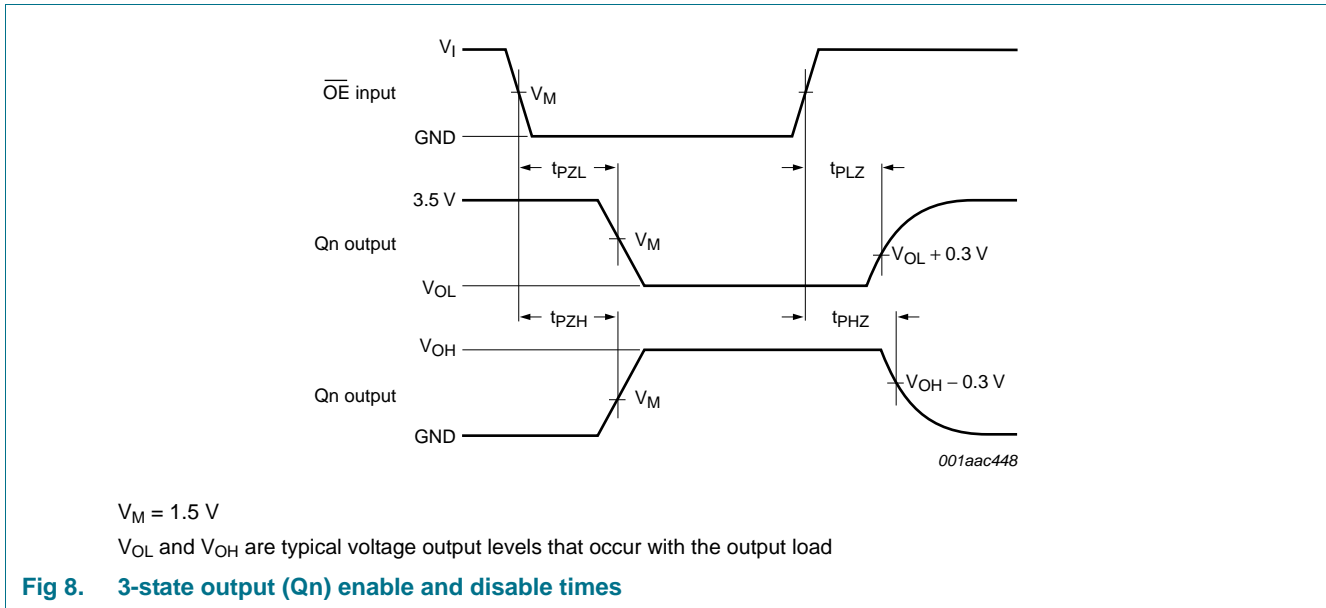 V_I
OE input
V_M
GND
t_PZL
t_PLZ
3.5 V
Qn output
V_M
V_OL + 0.3 V
V_OL
t_PZH
t_PHZ
V_OH
V_OH − 0.3 V
Qn output
V_M
GND
001aac448
V_M = 1.5 V
V_OL and V_OH are typical voltage output levels that occur with the output load
Fig 8. 3-state output (Qn) enable and disable times